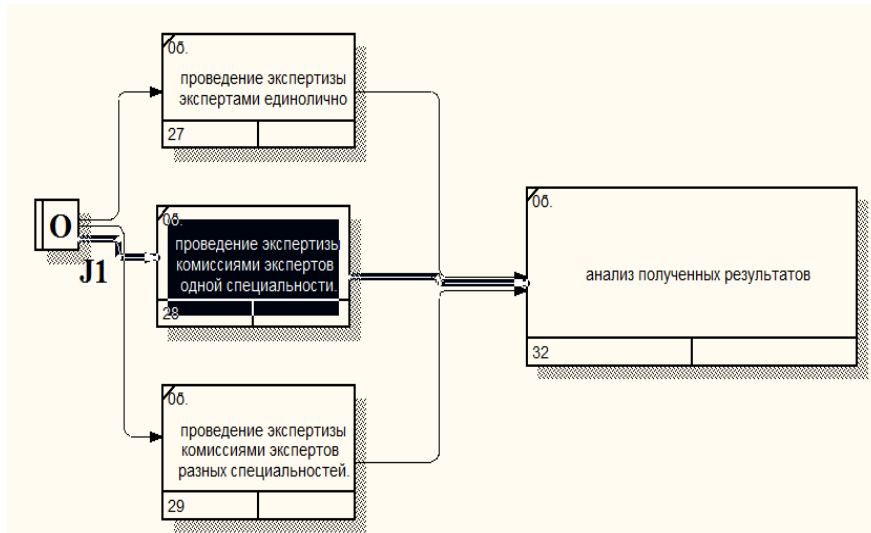 0б.
проведение экспертизы
экспертами единолично
27
O
J1
0б.
проведение экспертизы
комиссиями экспертов
одной специальности.
28
0б.
анализ полученных результатов
32
0б.
проведение экспертизы
комиссиями экспертов
разных специальностей.
29